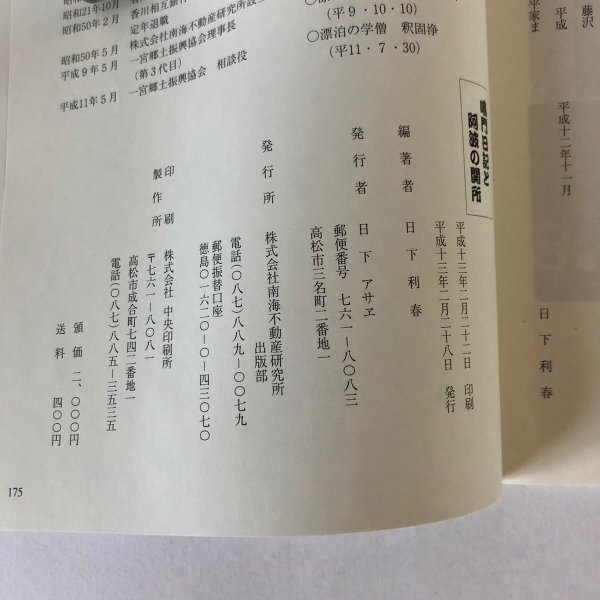 藤沢
平成
平家ま
平成十二年十一月
日下利春
昭和21年10月
香川相互銀行
昭和50年2月 定年退職
昭和50年5月 株式会社南海不動産研究所設立
平成9年5月 一宮郷土振興協会理事長
(第3代目)
平成11年5月 一宮郷土振興協会 相談役
(平9・10・10)
○漂泊の学僧 釈固浄
(平11・7・30)
鳴門日記と
阿波の関所
平成十三年二月二十二日 印刷
平成十三年二月二十八日 発行
編著者 日下利春
発行者 日下アサヱ
郵便番号 七六一―八〇八三
高松市三名町二番地一
発行所 株式会社南海不動産研究所
出版部
電話(〇八七)八八九―〇〇七九
郵便振替口座
徳島〇一六二〇―〇―四三〇七〇
印刷
製作所 株式会社 中央印刷所
〒七六一―八〇八一
高松市成合町七四二番地一
電話(〇八七)八八五―三五三五
頒価 二、〇〇〇円
送料 四〇〇円
175